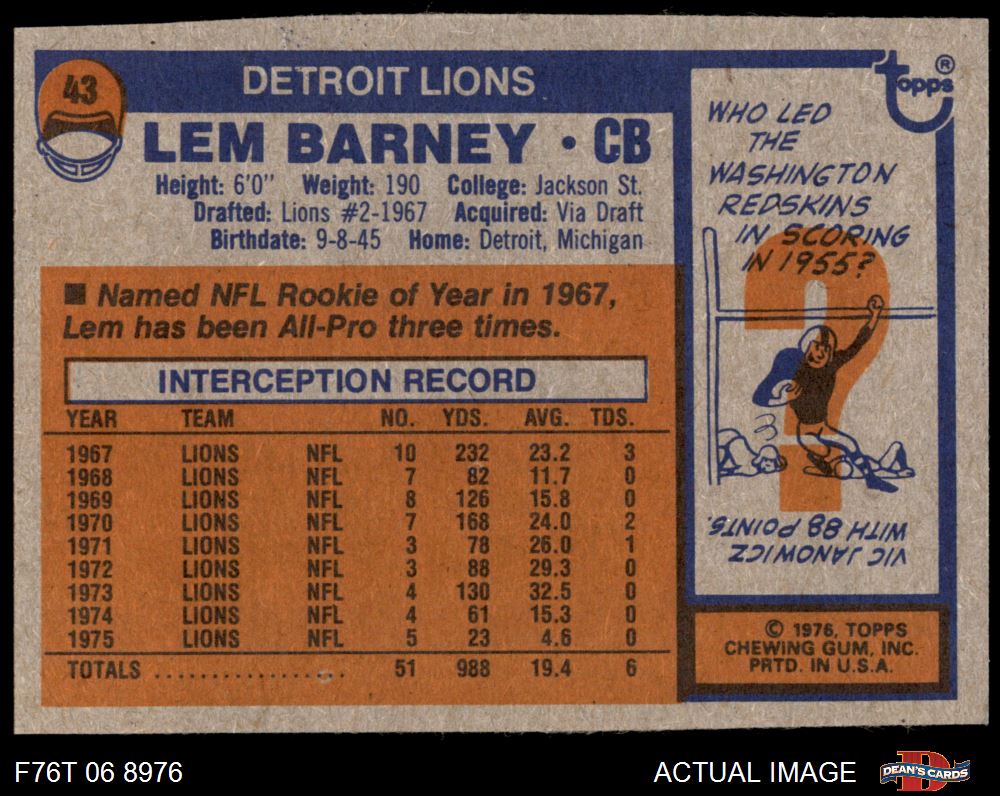 43
DETROIT LIONS
LEM BARNEY • CB
Height: 6'0" Weight: 190 College: Jackson St.
Drafted: Lions #2-1967 Acquired: Via Draft
Birthdate: 9-8-45 Home: Detroit, Michigan
■ Named NFL Rookie of Year in 1967,
Lem has been All-Pro three times.
INTERCEPTION RECORD
YEAR TEAM NO. YDS. AVG. TDS.
1967 LIONS NFL 10 232 23.2 3
1968 LIONS NFL 7 82 11.7 0
1969 LIONS NFL 8 126 15.8 0
1970 LIONS NFL 7 168 24.0 2
1971 LIONS NFL 3 78 26.0 1
1972 LIONS NFL 3 88 29.3 0
1973 LIONS NFL 4 130 32.5 0
1974 LIONS NFL 4 61 15.3 0
1975 LIONS NFL 5 23 4.6 0
TOTALS .................. 51 988 19.4 6
topps®
WHO LED
THE
WASHINGTON
REDSKINS
IN SCORING
IN 1955?
?
VIC JANOWICZ
WITH 88 POINTS.
© 1976, TOPPS
CHEWING GUM, INC.
PRTD. IN U.S.A.
F76T 06 8976
ACTUAL IMAGE
D
DEAN'S CARDS